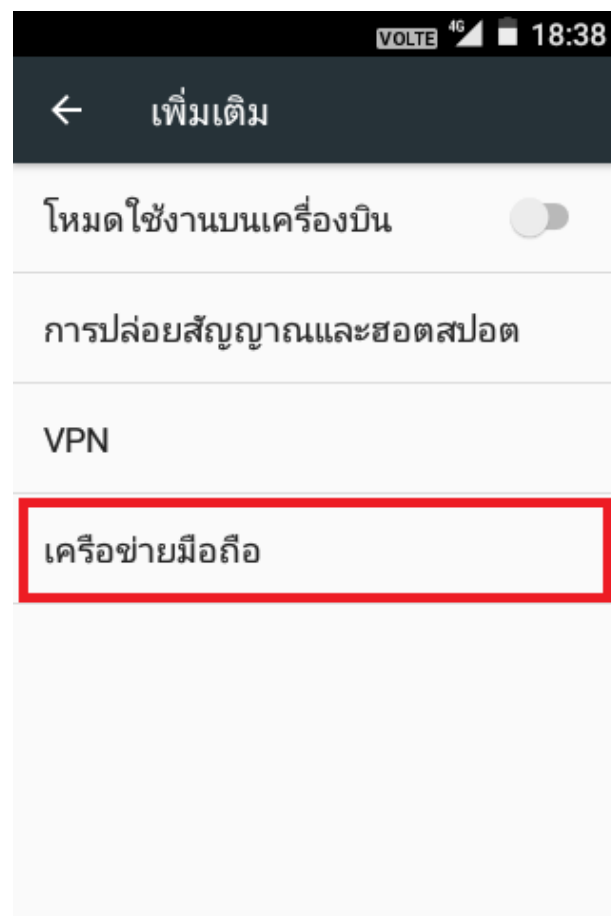 VOLTE 4G 18:38
เพิ่มเติม
โหมดใช้งานบนเครื่องบิน
การปล่อยสัญญาณและฮอตสปอต
VPN
เครือข่ายมือถือ